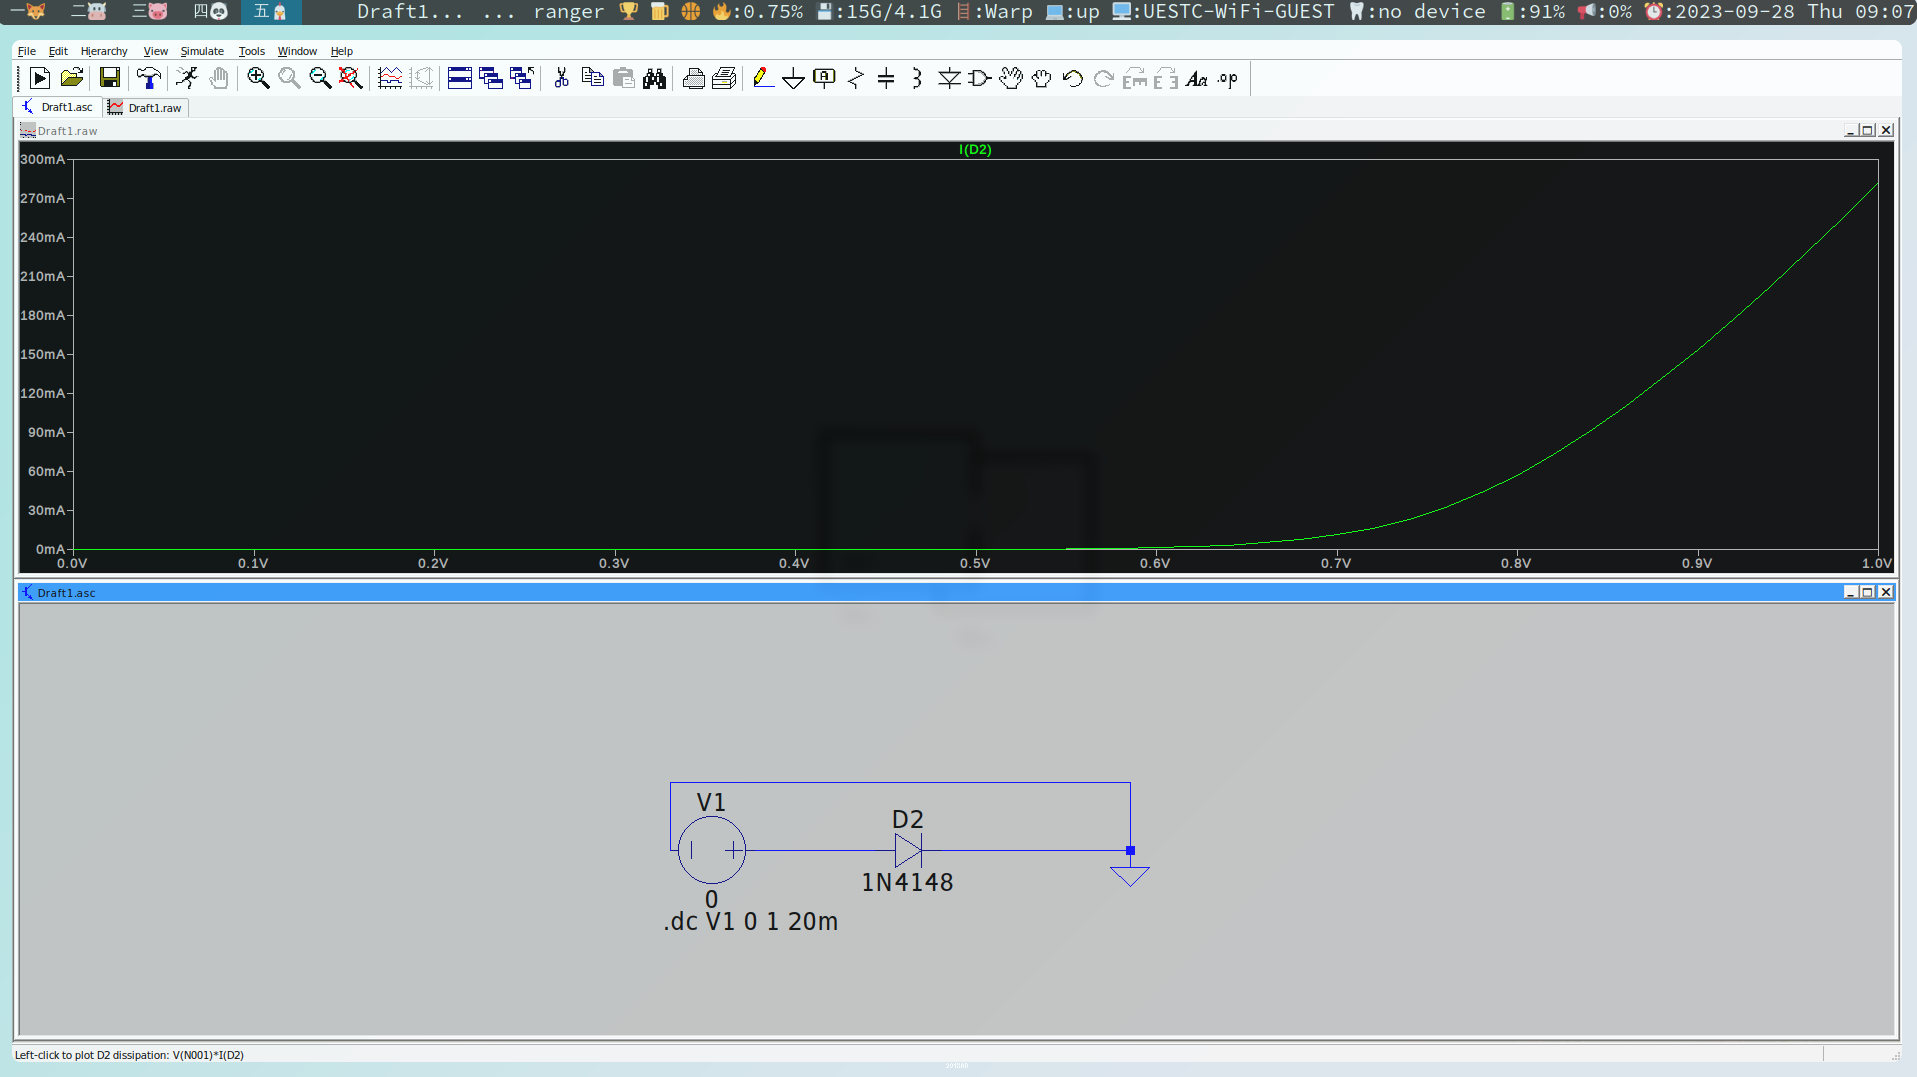 一 二 三 四 五 Draft1... ... ranger :0.75% :15G/4.1G :Warp :up :UESTC-WiFi-GUEST :no device :91% :0% :2023-09-28 Thu 09:07
File Edit Hierarchy View Simulate Tools Window Help
A Aa .op
Draft1.asc Draft1.raw
Draft1.raw
I(D2)
300mA
270mA
240mA
210mA
180mA
150mA
120mA
90mA
60mA
30mA
0mA
0.0V 0.1V 0.2V 0.3V 0.4V 0.5V 0.6V 0.7V 0.8V 0.9V 1.0V
Draft1.asc
V1
D2
1N4148
0
.dc V1 0 1 20m
Left-click to plot D2 dissipation: V(N001)*I(D2)